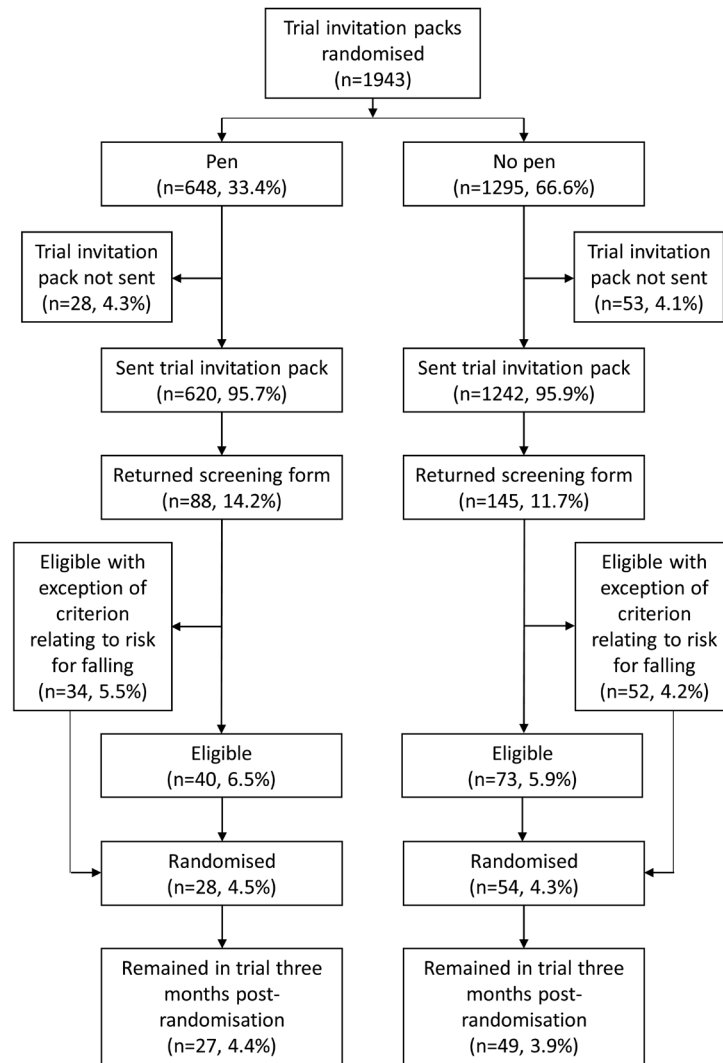 Trial invitation packs
randomised
(n=1943)
Pen
(n=648, 33.4%)
No pen
(n=1295, 66.6%)
Trial invitation
pack not sent
(n=28, 4.3%)
Trial invitation
pack not sent
(n=53, 4.1%)
Sent trial invitation pack
(n=620, 95.7%)
Sent trial invitation pack
(n=1242, 95.9%)
Returned screening form
(n=88, 14.2%)
Returned screening form
(n=145, 11.7%)
Eligible with
exception of
criterion
relating to risk
for falling
(n=34, 5.5%)
Eligible with
exception of
criterion
relating to risk
for falling
(n=52, 4.2%)
Eligible
(n=40, 6.5%)
Eligible
(n=73, 5.9%)
Randomised
(n=28, 4.5%)
Randomised
(n=54, 4.3%)
Remained in trial three
months post-
randomisation
(n=27, 4.4%)
Remained in trial three
months post-
randomisation
(n=49, 3.9%)